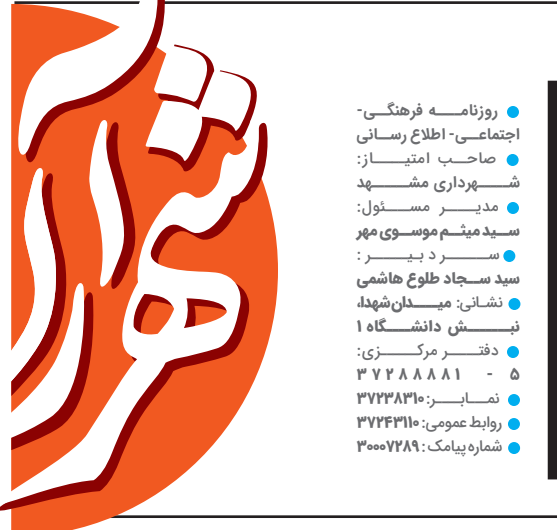 شهرآرا
روزنامه فرهنگی-
اجتماعی- اطلاع رسانی
صاحب امتیاز:
شهرداری مشهد
مدیر مسئول:
سید میثم موسوی مهر
سردبیر:
سید سجاد طلوع هاشمی
نشانی: میدان شهدا،
نبش دانشگاه ۱
دفتر مرکزی:
۳۷۲۸۸۸۸۱ - ۵
نمابر: ۳۷۲۳۸۳۱۰
روابط عمومی: ۳۷۲۴۳۱۱۰
شماره پیامک: ۳۰۰۰۷۲۸۹